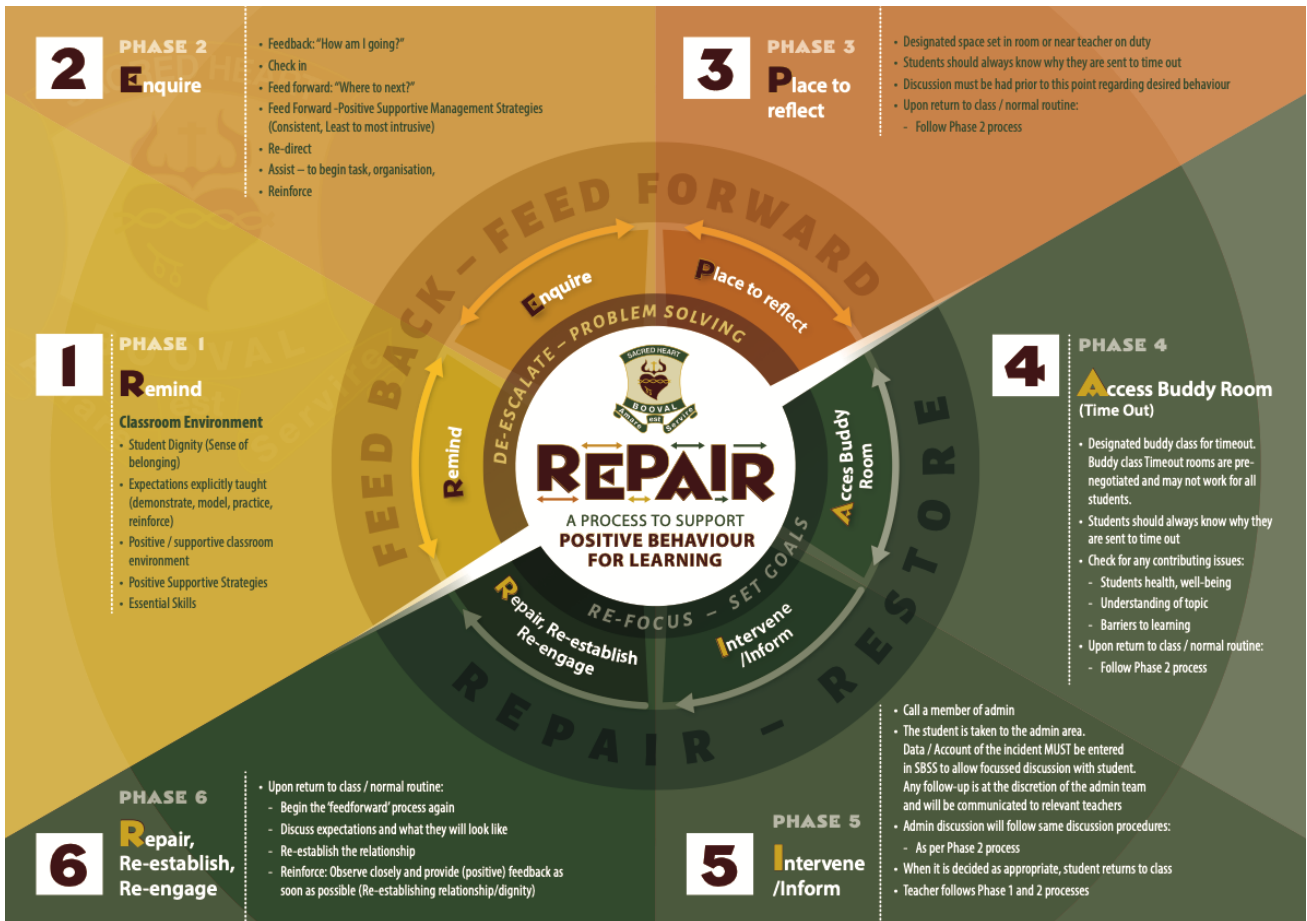 2
PHASE 2
Enquire
• Feedback: “How am I going?”
• Check in
• Feed forward: “Where to next?”
• Feed Forward -Positive Supportive Management Strategies
(Consistent, Least to most intrusive)
• Re-direct
• Assist – to begin task, organisation,
• Reinforce
3
PHASE 3
Place to
reflect
• Designated space set in room or near teacher on duty
• Students should always know why they are sent to time out
• Discussion must be had prior to this point regarding desired behaviour
• Upon return to class / normal routine:
- Follow Phase 2 process
1
PHASE 1
Remind
Classroom Environment
• Student Dignity (Sense of
belonging)
• Expectations explicitly taught
(demonstrate, model, practice,
reinforce)
• Positive / supportive classroom
environment
• Positive Supportive Strategies
• Essential Skills
FEED BACK – FEED FORWARD
Enquire
Place to reflect
DE-ESCALATE – PROBLEM SOLVING
Remind
SACRED HEART
BOOVAL
Amare est Servire
REPAIR
A PROCESS TO SUPPORT
POSITIVE BEHAVIOUR
FOR LEARNING
Acces Buddy
Room
RE-FOCUS – SET GOALS
Repair, Re-establish
Re-engage
Intervene
/Inform
REPAIR – RESTORE
4
PHASE 4
Access Buddy Room
(Time Out)
• Designated buddy class for timeout.
Buddy class Timeout rooms are pre-
negotiated and may not work for all
students.
• Students should always know why they
are sent to time out
• Check for any contributing issues:
- Students health, well-being
- Understanding of topic
- Barriers to learning
• Upon return to class / normal routine:
- Follow Phase 2 process
6
PHASE 6
Repair,
Re-establish,
Re-engage
• Upon return to class / normal routine:
- Begin the ‘feedforward’ process again
- Discuss expectations and what they will look like
- Re-establish the relationship
- Reinforce: Observe closely and provide (positive) feedback as
soon as possible (Re-establishing relationship/dignity)
5
PHASE 5
Intervene
/Inform
• Call a member of admin
• The student is taken to the admin area.
Data / Account of the incident MUST be entered
in SBSS to allow focussed discussion with student.
Any follow-up is at the discretion of the admin team
and will be communicated to relevant teachers
• Admin discussion will follow same discussion procedures:
- As per Phase 2 process
• When it is decided as appropriate, student returns to class
• Teacher follows Phase 1 and 2 processes